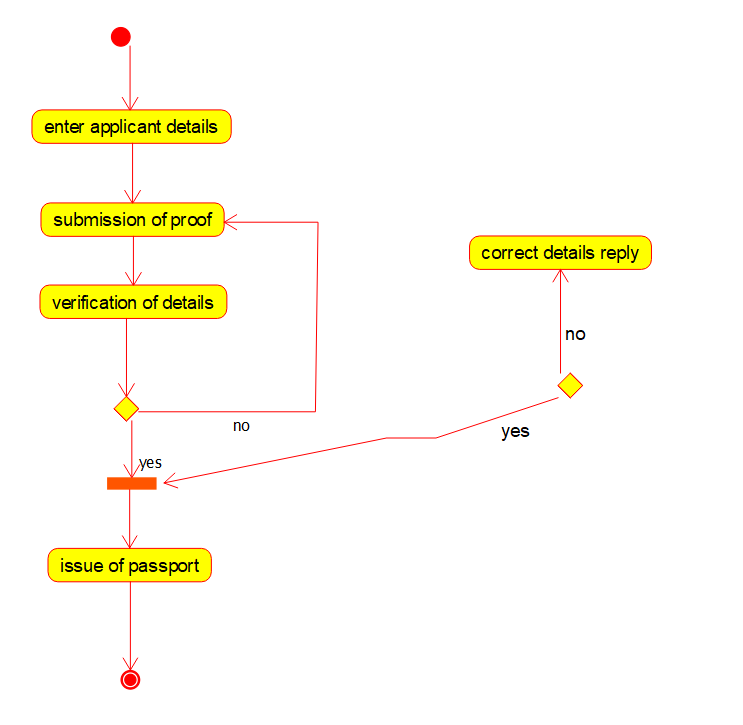 enter applicant details
submission of proof
correct details reply
verification of details
no
no
yes
yes
issue of passport